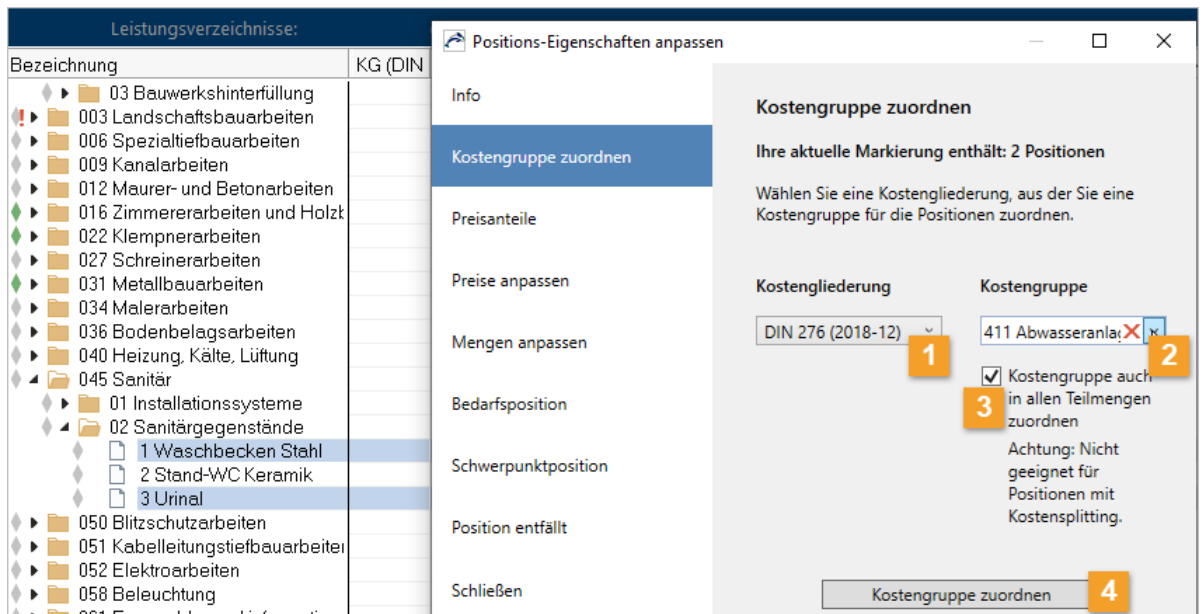 Leistungsverzeichnisse:
Bezeichnung
KG (DIN
03 Bauwerkshinterfüllung
003 Landschaftsbauarbeiten
006 Spezialtiefbauarbeiten
009 Kanalarbeiten
012 Maurer- und Betonarbeiten
016 Zimmererarbeiten und Holzb
022 Klempnerarbeiten
027 Schreinerarbeiten
031 Metallbauarbeiten
034 Malerarbeiten
036 Bodenbelagsarbeiten
040 Heizung, Kälte, Lüftung
045 Sanitär
01 Installationssysteme
02 Sanitärgegenstände
1 Waschbecken Stahl
2 Stand-WC Keramik
3 Urinal
050 Blitzschutzarbeiten
051 Kabelleitungstiefbauarbeiten
052 Elektroarbeiten
058 Beleuchtung
Positions-Eigenschaften anpassen
Info
Kostengruppe zuordnen
Preisanteile
Preise anpassen
Mengen anpassen
Bedarfsposition
Schwerpunktposition
Position entfällt
Schließen
Kostengruppe zuordnen
Ihre aktuelle Markierung enthält: 2 Positionen
Wählen Sie eine Kostengliederung, aus der Sie eine
Kostengruppe für die Positionen zuordnen.
Kostengliederung
Kostengruppe
DIN 276 (2018-12)
1
411 Abwasseranlag
2
3
Kostengruppe auch
in allen Teilmengen
zuordnen
Achtung: Nicht
geeignet für
Positionen mit
Kostensplitting.
Kostengruppe zuordnen
4